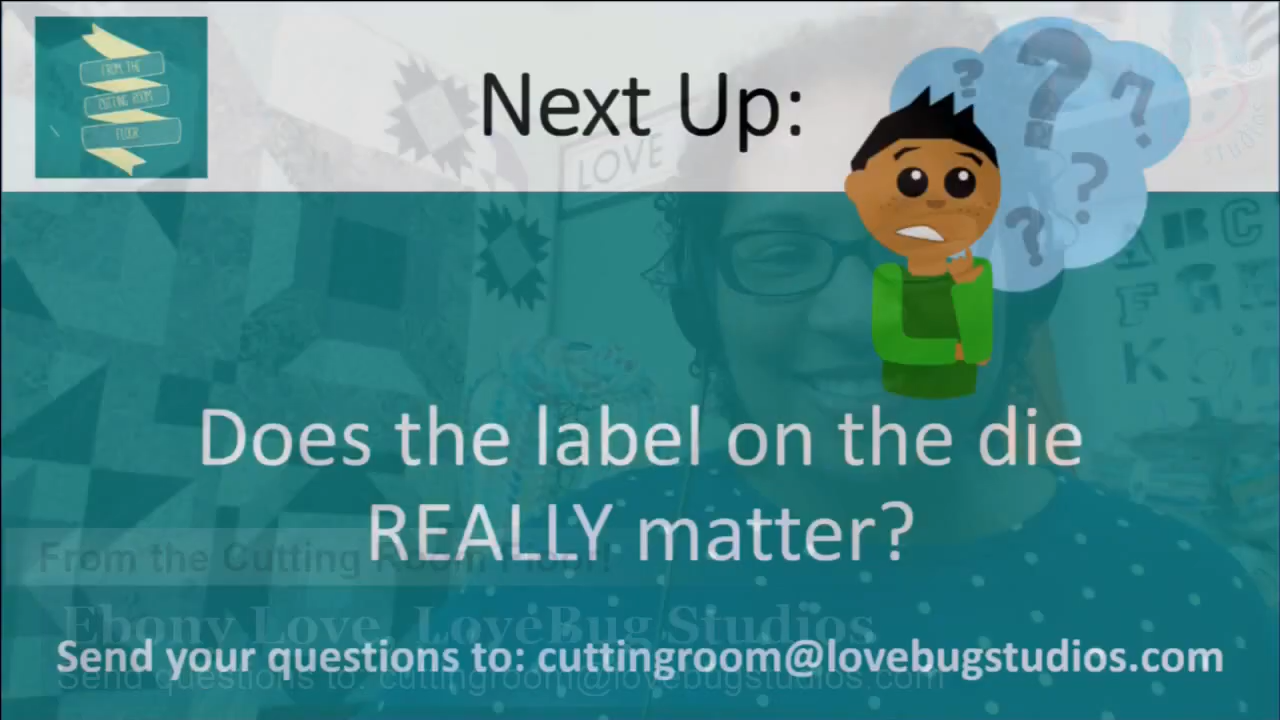 FROM THE
CUTTING ROOM
FLOOR
Next Up:
LOVE
studios
A B C
F G E
K
Does the label on the die
REALLY matter?
From the Cutting Room Floor!
Ebony Love, LoveBug Studios
Send your questions to: cuttingroom@lovebugstudios.com
Send questions to: cuttingroom@lovebugstudios.com